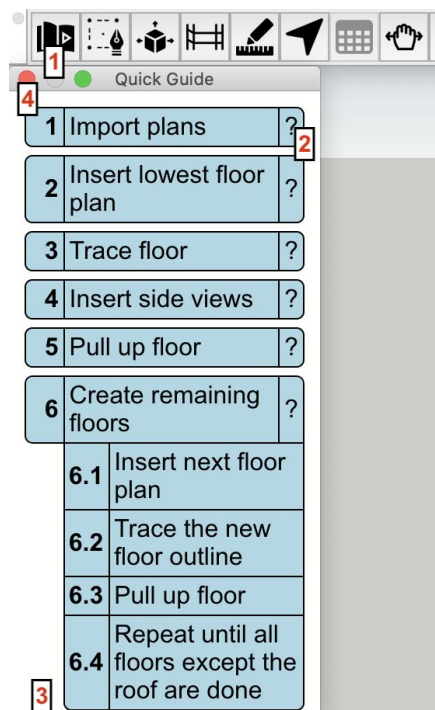 1
Quick Guide
4
1 Import plans ?
2
2 Insert lowest floor
plan ?
3 Trace floor ?
4 Insert side views ?
5 Pull up floor ?
6 Create remaining
floors ?
6.1 Insert next floor
plan
6.2 Trace the new
floor outline
6.3 Pull up floor
6.4 Repeat until all
floors except the
roof are done
3